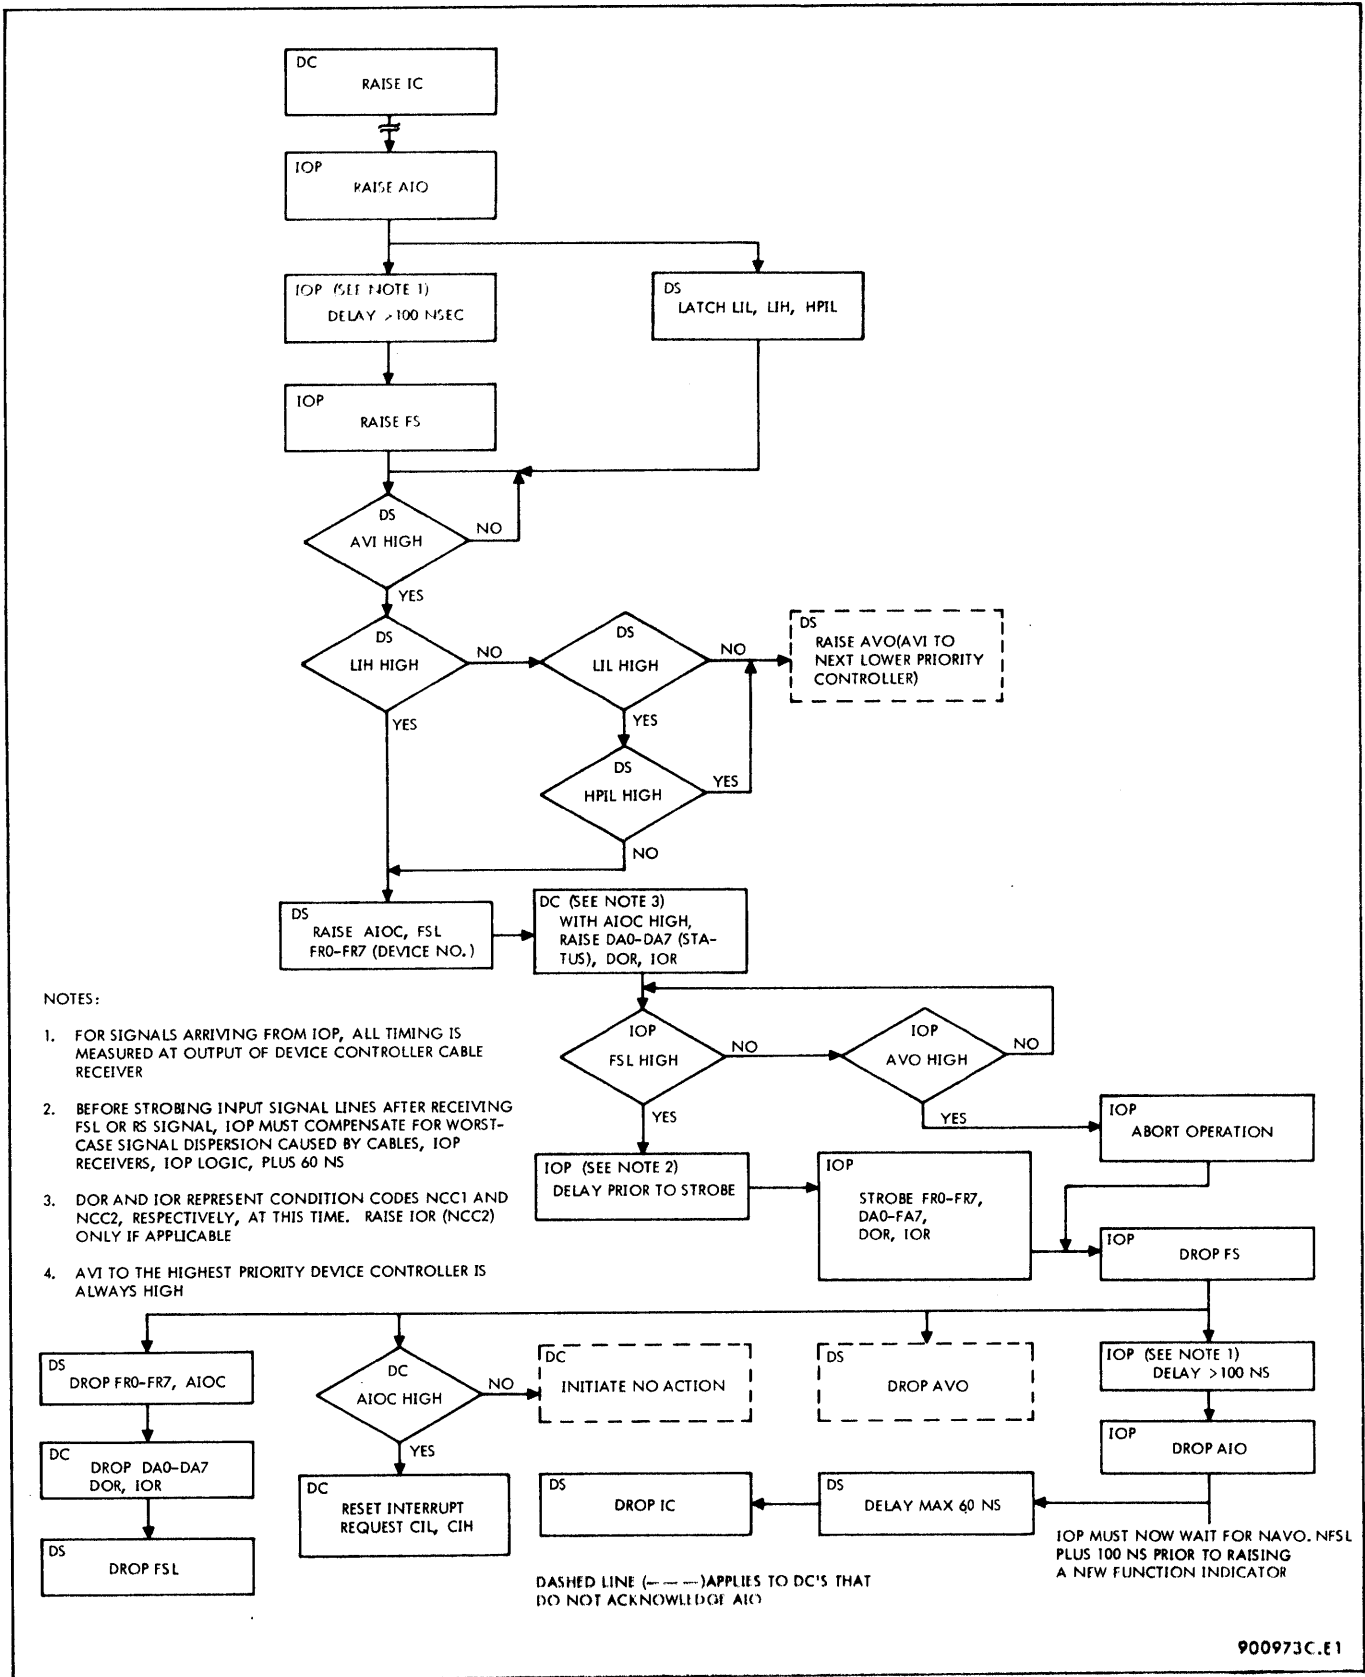 DC
RAISE IC
IOP
RAISE AIO
IOP (SEE NOTE 1)
DELAY >100 NSEC
DS
LATCH LIL, LIH, HPIL
IOP
RAISE FS
DS
AVI HIGH
NO
YES
DS
LIH HIGH
NO
YES
DS
LIL HIGH
NO
YES
DS
RAISE AVO(AVI TO
NEXT LOWER PRIORITY
CONTROLLER)
DS
HPIL HIGH
YES
NO
DS
RAISE AIOC, FSL
FR0-FR7 (DEVICE NO.)
DC (SEE NOTE 3)
WITH AIOC HIGH,
RAISE DA0-DA7 (STA-
TUS), DOR, IOR
NOTES:
1. FOR SIGNALS ARRIVING FROM IOP, ALL TIMING IS
MEASURED AT OUTPUT OF DEVICE CONTROLLER CABLE
RECEIVER
2. BEFORE STROBING INPUT SIGNAL LINES AFTER RECEIVING
FSL OR RS SIGNAL, IOP MUST COMPENSATE FOR WORST-
CASE SIGNAL DISPERSION CAUSED BY CABLES, IOP
RECEIVERS, IOP LOGIC, PLUS 60 NS
3. DOR AND IOR REPRESENT CONDITION CODES NCC1 AND
NCC2, RESPECTIVELY, AT THIS TIME. RAISE IOR (NCC2)
ONLY IF APPLICABLE
4. AVI TO THE HIGHEST PRIORITY DEVICE CONTROLLER IS
ALWAYS HIGH
IOP
FSL HIGH
NO
YES
IOP
AVO HIGH
NO
YES
IOP
ABORT OPERATION
IOP (SEE NOTE 2)
DELAY PRIOR TO STROBE
IOP
STROBE FR0-FR7,
DA0-FA7,
DOR, IOR
IOP
DROP FS
DS
DROP FR0-FR7, AIOC
DC
AIOC HIGH
NO
YES
DC
INITIATE NO ACTION
DS
DROP AVO
IOP (SEE NOTE 1)
DELAY >100 NS
DC
DROP DA0-DA7
DOR, IOR
IOP
DROP AIO
DC
RESET INTERRUPT
REQUEST CIL, CIH
DS
DROP IC
DS
DELAY MAX 60 NS
DS
DROP FSL
IOP MUST NOW WAIT FOR NAVO. NFSL
PLUS 100 NS PRIOR TO RAISING
A NEW FUNCTION INDICATOR
DASHED LINE (— — —)APPLIES TO DC'S THAT
DO NOT ACKNOWLEDGE AIO
900973C.E1